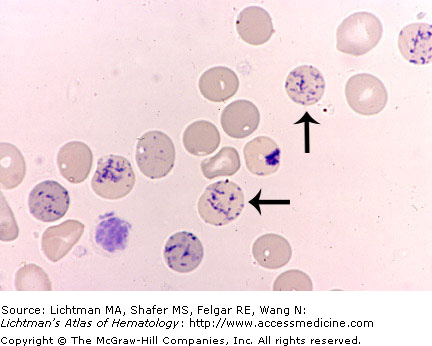 Source: Lichtman MA, Shafer MS, Felgar RE, Wang N:
Lichtman's Atlas of Hematology: http://www.accessmedicine.com
Copyright © The McGraw-Hill Companies, Inc. All rights reserved.